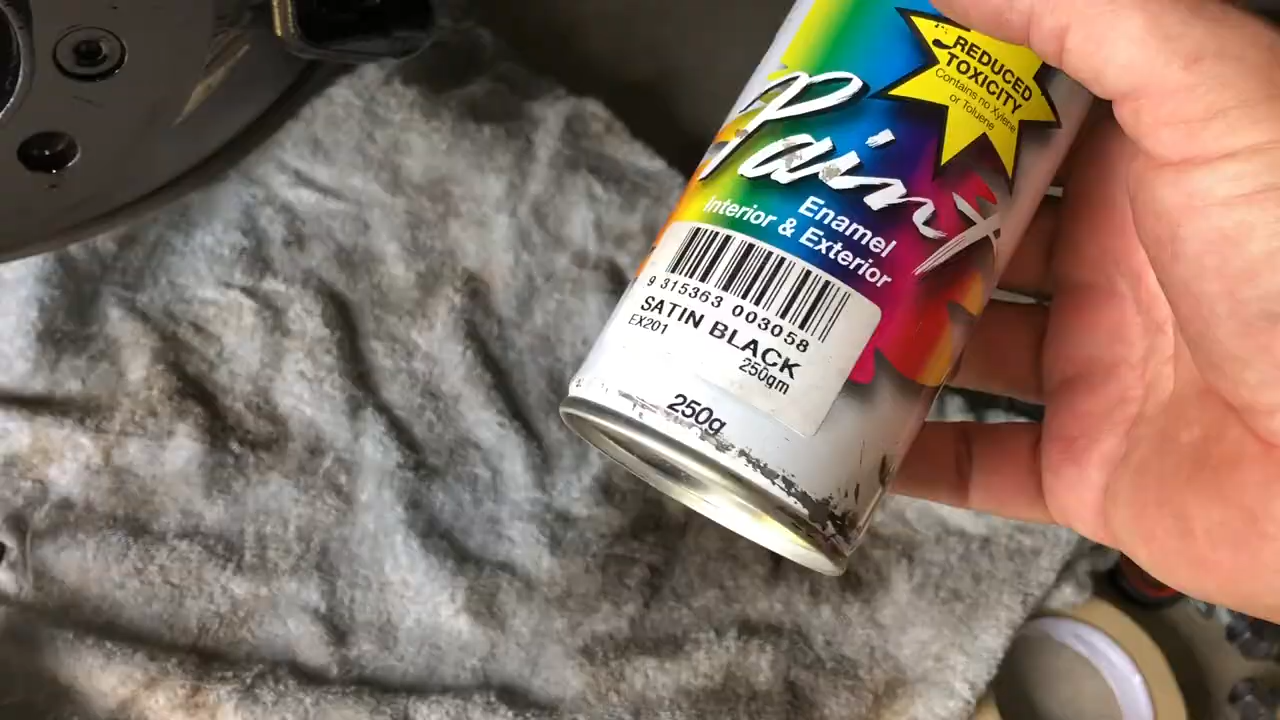 REDUCED
TOXICITY
Contains no Xylene
or Toluene
Paint
Enamel
Interior & Exterior
9 315363 003058
SATIN BLACK
EX201
250gm
250g